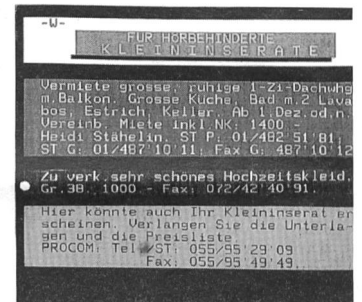 -W-
FÜR HÖRBEHINDERTE
KLEININSERATE
Vermiete grosse, ruhige 1-Zi-Dachwhg
m.Balkon. Grosse Küche, Bad m.2 Lava
bos, Estrich, Keller. Ab 1.Dez.od.n.
Vereinb. Miete inkl.NK: 1400.-
Heidi Stähelin, ST P: 01/482'51'81,
ST G: 01/487'10'11, Fax G: 487'10'12
Zu verk.sehr schönes Hochzeitskleid.
Gr.38. 1000.- Fax: 072/42'40'91.
Hier könnte auch Ihr Kleininserat er
scheinen. Verlangen Sie die Unterla-
gen und die Preisliste.
PROCOM: Tel/ST: 055/95'29'09
Fax: 055/95'49'49